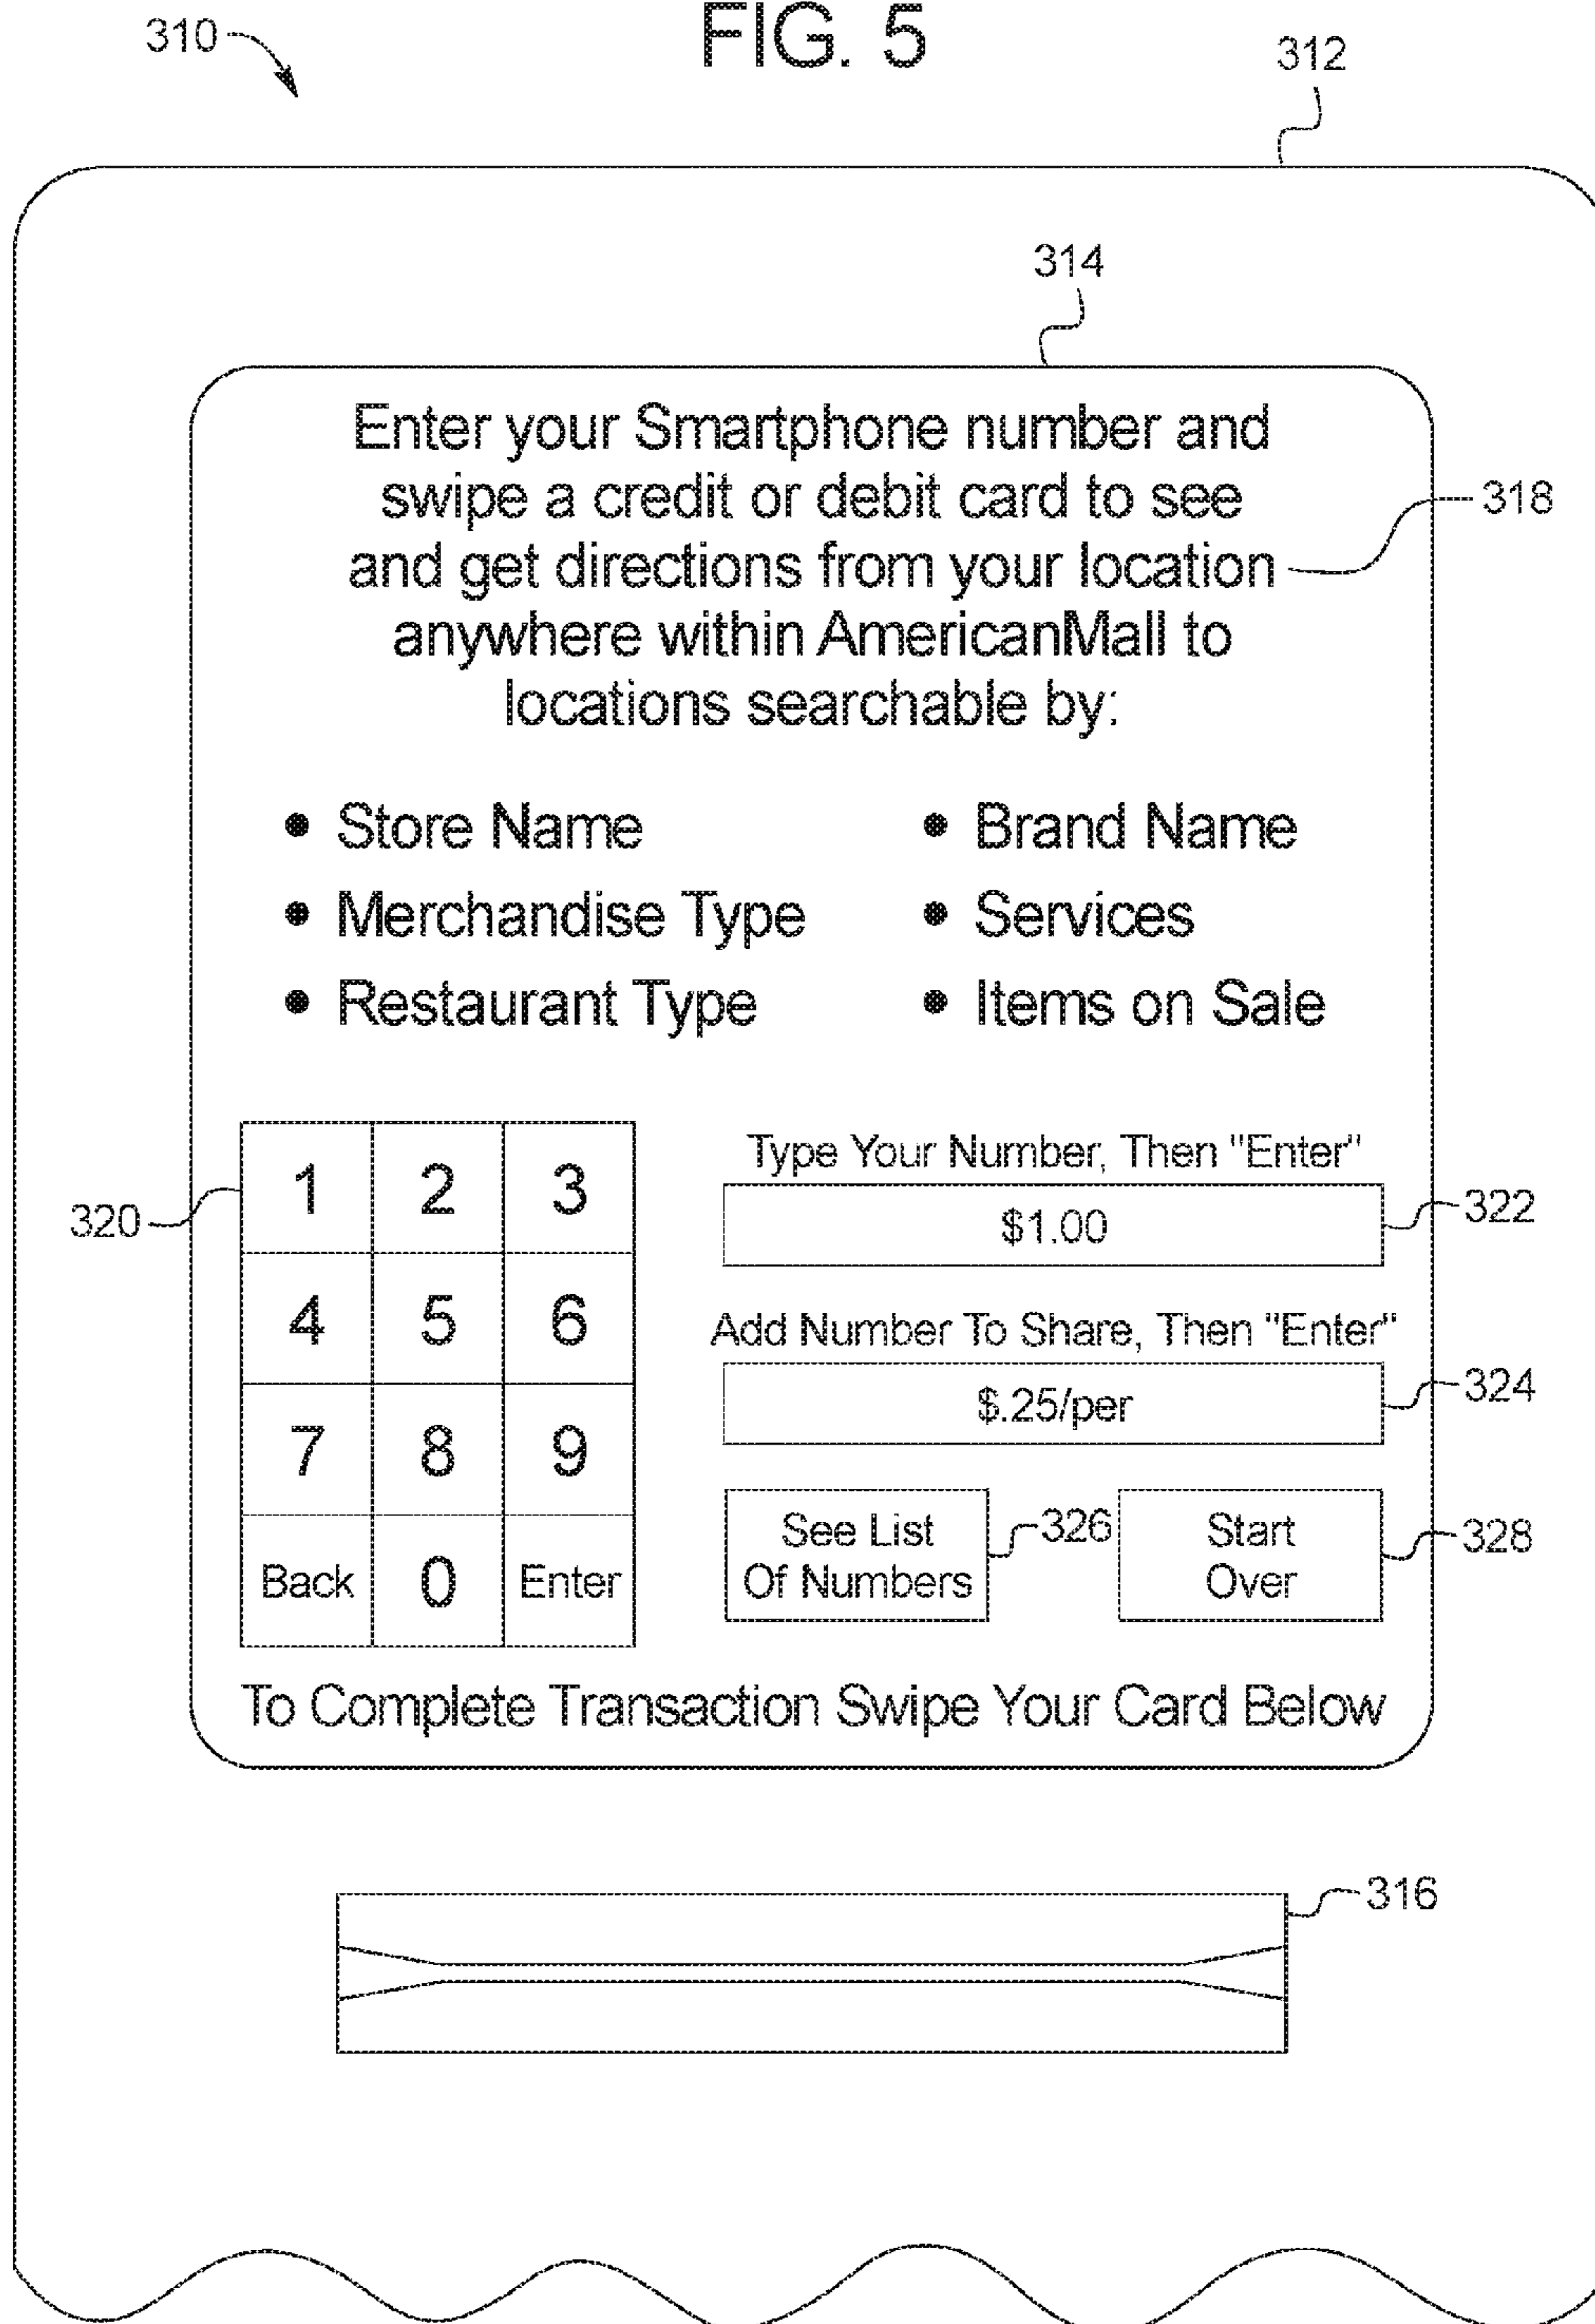 FIG. 5
310
312
314
Enter your Smartphone number and
swipe a credit or debit card to see
318
and get directions from your location
anywhere within AmericanMall to
locations searchable by:
• Store Name
• Brand Name
• Merchandise Type
• Services
• Restaurant Type
• Items on Sale
320
1 2 3
4 5 6
7 8 9
Back 0 Enter
Type Your Number, Then "Enter"
$1.00
322
Add Number To Share, Then "Enter"
$.25/per
324
See List
Of Numbers
326
Start
Over
328
To Complete Transaction Swipe Your Card Below
316